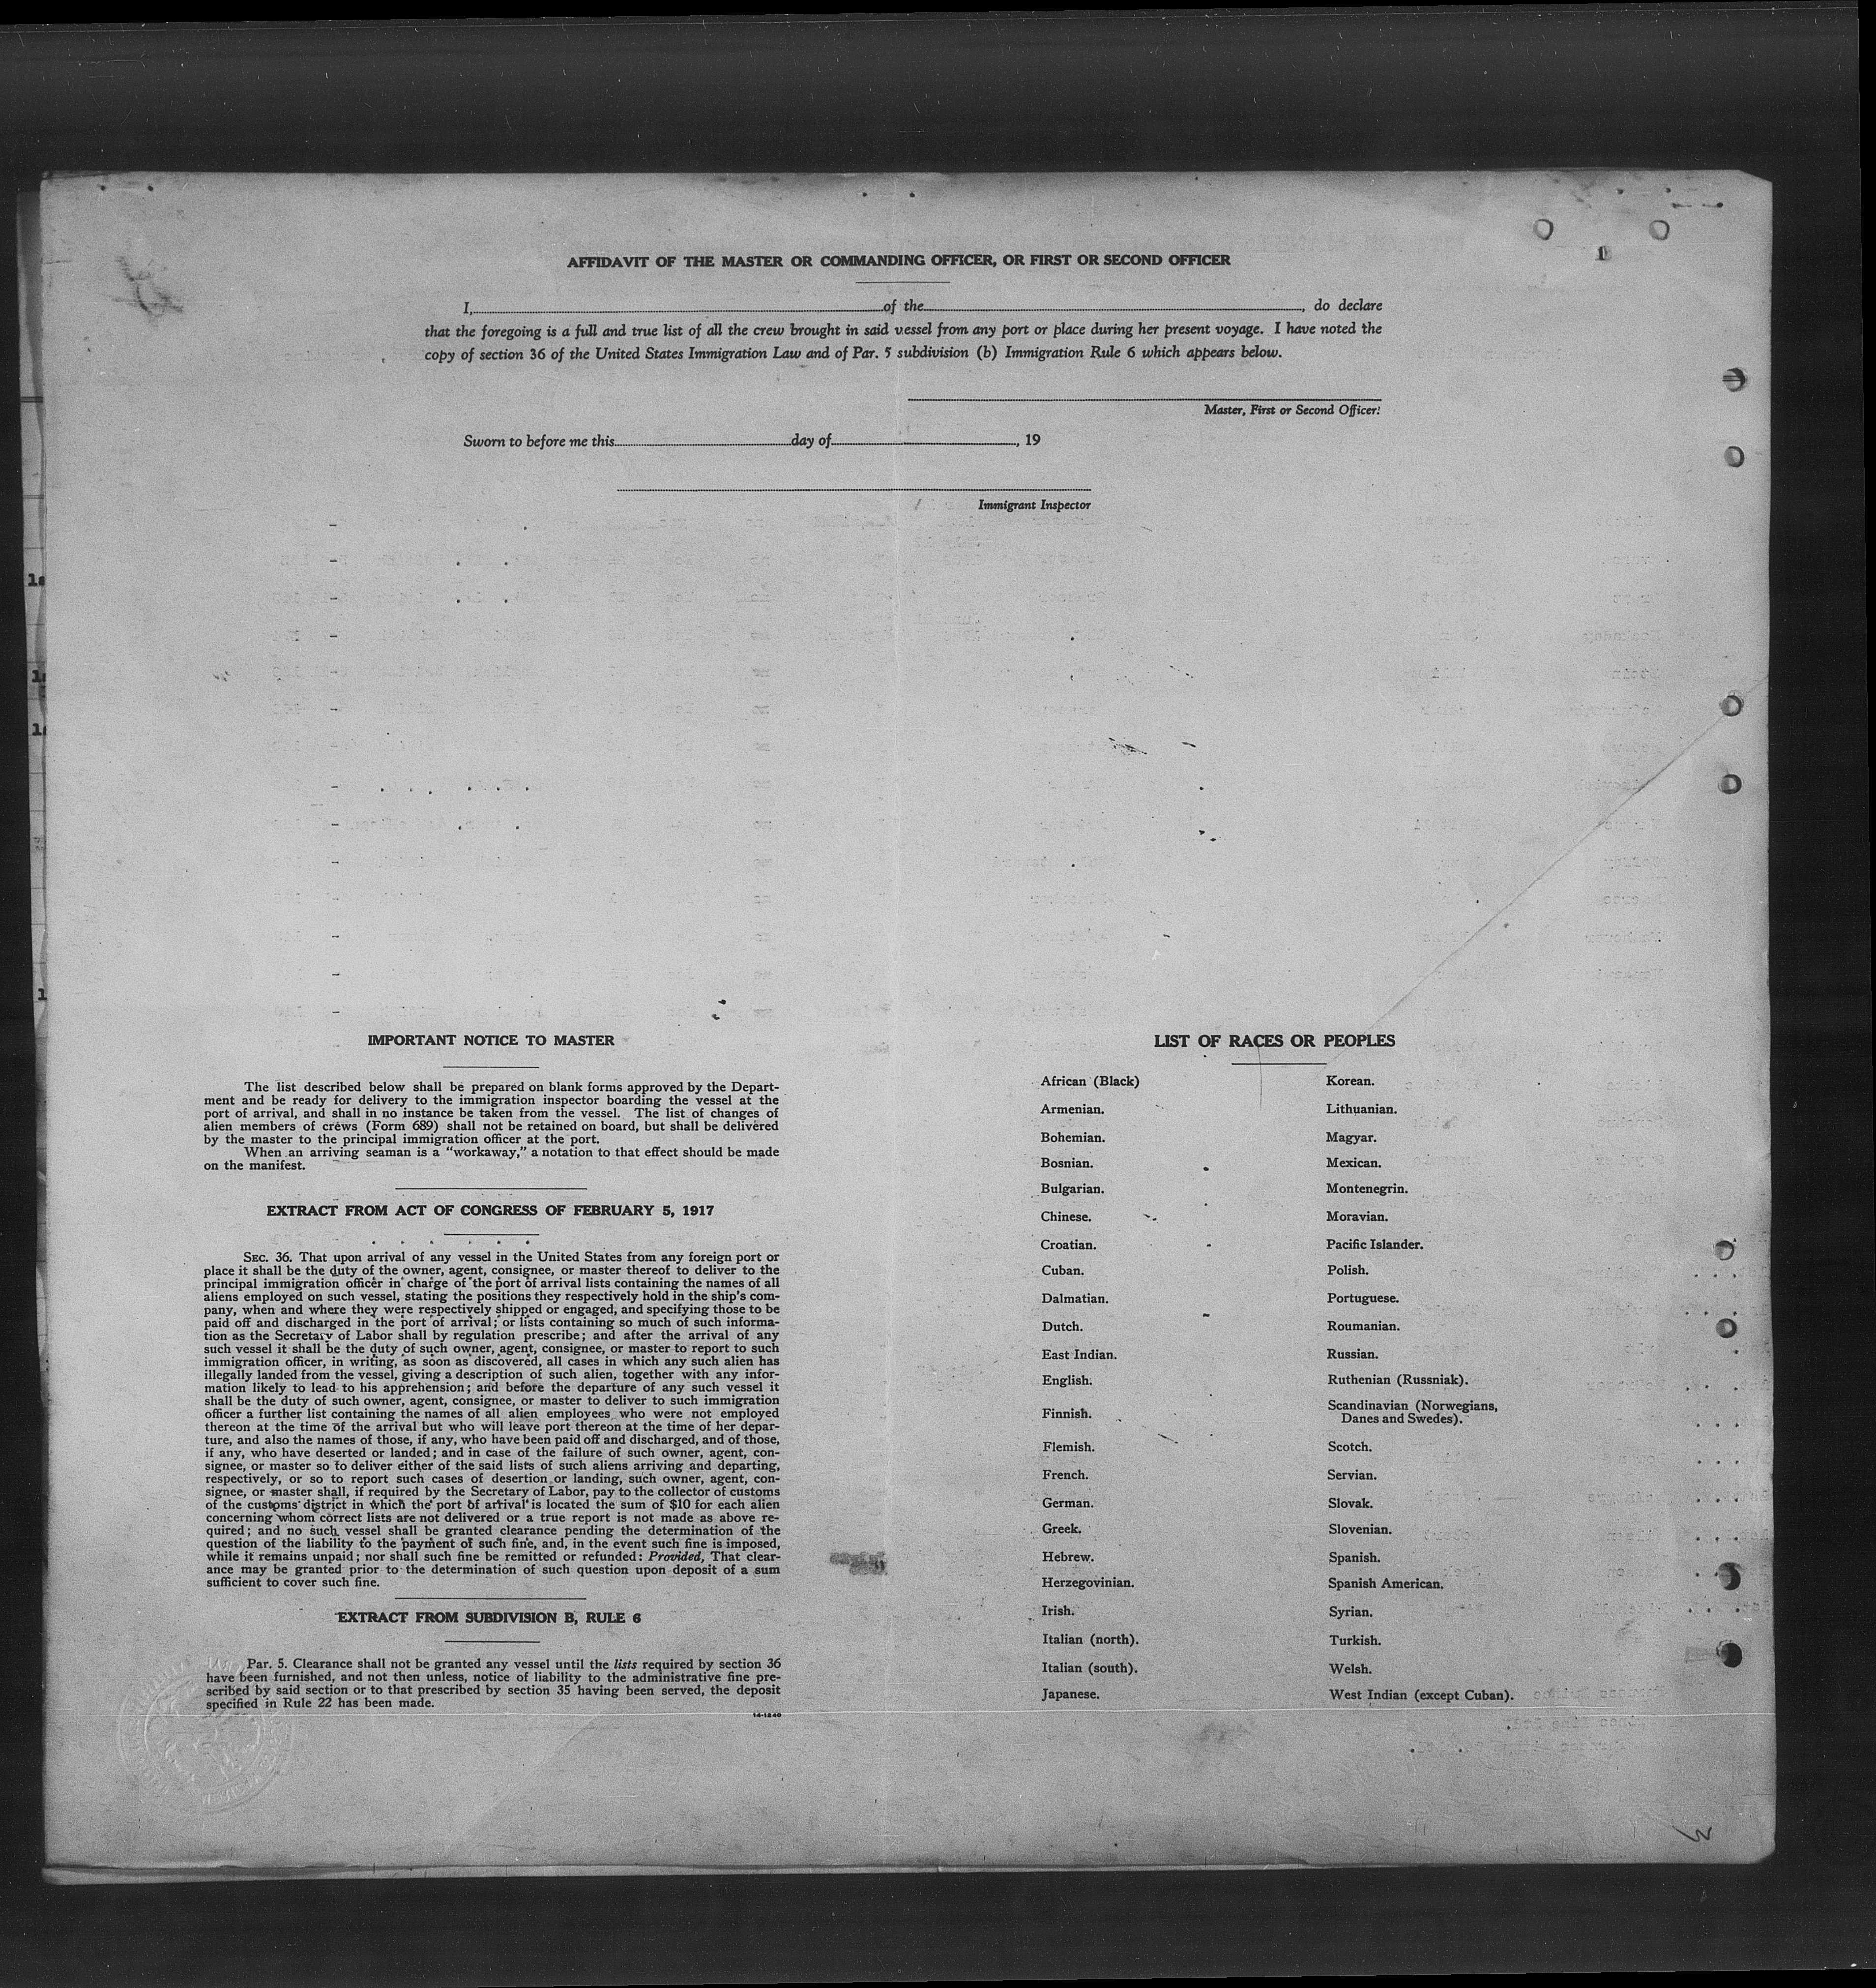 AFFIDAVIT OF THE MASTER OR COMMANDING OFFICER, OR FIRST OR SECOND OFFICER
I, of the , do declare
that the foregoing is a full and true list of all the crew brought in said vessel from any port or place during her present voyage. I have noted the
copy of section 36 of the United States Immigration Law and of Par. 5 subdivision (b) Immigration Rule 6 which appears below.
Master, First or Second Officer.
Sworn to before me this day of , 19
Immigrant Inspector
IMPORTANT NOTICE TO MASTER
The list described below shall be prepared on blank forms approved by the Depart-
ment and be ready for delivery to the immigration inspector boarding the vessel at the
port of arrival, and shall in no instance be taken from the vessel. The list of changes of
alien members of crews (Form 689) shall not be retained on board, but shall be delivered
by the master to the principal immigration officer at the port.
When an arriving seaman is a "workaway," a notation to that effect should be made
on the manifest.
EXTRACT FROM ACT OF CONGRESS OF FEBRUARY 5, 1917
SEC. 36. That upon arrival of any vessel in the United States from any foreign port or
place it shall be the duty of the owner, agent, consignee, or master thereof to deliver to the
principal immigration officer in charge of the port of arrival lists containing the names of all
aliens employed on such vessel, stating the positions they respectively hold in the ship's com-
pany, when and where they were respectively shipped or engaged, and specifying those to be
paid off and discharged in the port of arrival; or lists containing so much of such informa-
tion as the Secretary of Labor shall by regulation prescribe; and after the arrival of any
such vessel it shall be the duty of such owner, agent, consignee, or master to report to such
immigration officer, in writing, as soon as discovered, all cases in which any such alien has
illegally landed from the vessel, giving a description of such alien, together with any infor-
mation likely to lead to his apprehension; and before the departure of any such vessel it
shall be the duty of such owner, agent, consignee, or master to deliver to such immigration
officer a further list containing the names of all alien employees who were not employed
thereon at the time of the arrival but who will leave port thereon at the time of her depar-
ture, and also the names of those, if any, who have been paid off and discharged, and of those,
if any, who have deserted or landed; and in case of the failure of such owner, agent, con-
signee, or master so to deliver either of the said lists of such aliens arriving and departing,
respectively, or so to report such cases of desertion or landing, such owner, agent, con-
signee, or master shall, if required by the Secretary of Labor, pay to the collector of customs
of the customs district in which the port of arrival is located the sum of $10 for each alien
concerning whom correct lists are not delivered or a true report is not made as above re-
quired; and no such vessel shall be granted clearance pending the determination of the
question of the liability to the payment of such fine, and, in the event such fine is imposed,
while it remains unpaid; nor shall such fine be remitted or refunded: Provided, That clear-
ance may be granted prior to the determination of such question upon deposit of a sum
sufficient to cover such fine.
EXTRACT FROM SUBDIVISION B, RULE 6
Par. 5. Clearance shall not be granted any vessel until the lists required by section 36
have been furnished, and not then unless, notice of liability to the administrative fine pre-
scribed by said section or to that prescribed by section 35 having been served, the deposit
specified in Rule 22 has been made.
14-1240
LIST OF RACES OR PEOPLES
African (Black)
Armenian.
Bohemian.
Bosnian.
Bulgarian.
Chinese.
Croatian.
Cuban.
Dalmatian.
Dutch.
East Indian.
English.
Finnish.
Flemish.
French.
German.
Greek.
Hebrew.
Herzegovinian.
Irish.
Italian (north).
Italian (south).
Japanese.
Korean.
Lithuanian.
Magyar.
Mexican.
Montenegrin.
Moravian.
Pacific Islander.
Polish.
Portuguese.
Roumanian.
Russian.
Ruthenian (Russniak).
Scandinavian (Norwegians,
Danes and Swedes).
Scotch.
Servian.
Slovak.
Slovenian.
Spanish.
Spanish American.
Syrian.
Turkish.
Welsh.
West Indian (except Cuban).